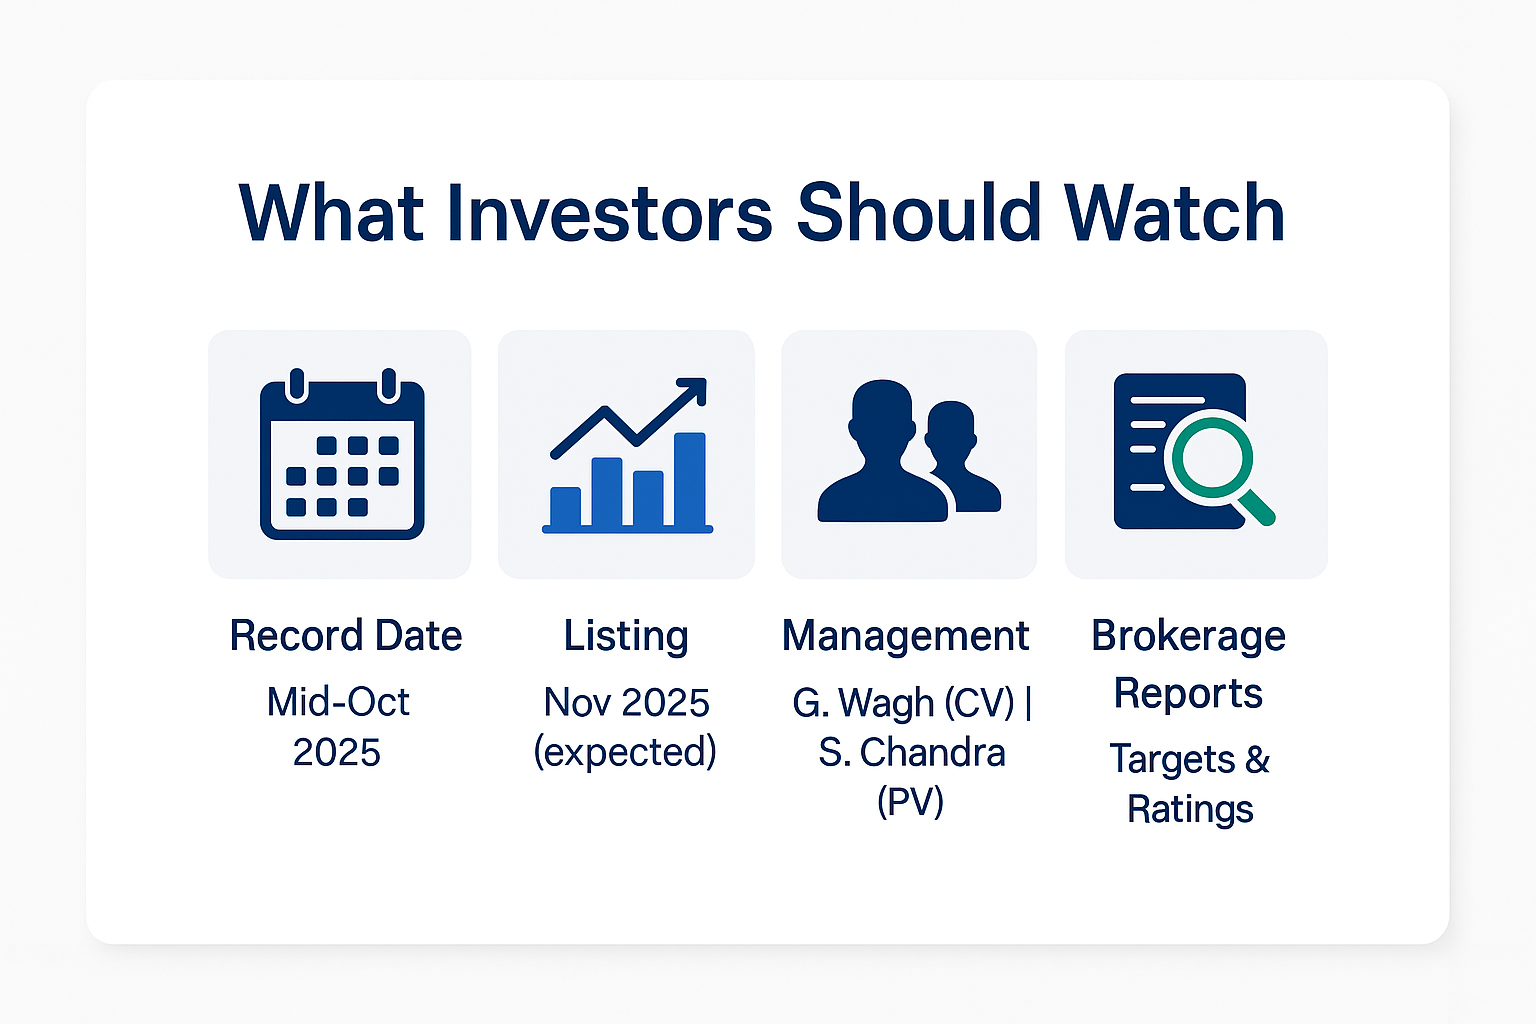 What Investors Should Watch
Record Date
Mid-Oct
2025
Listing
Nov 2025
(expected)
Management
G. Wagh (CV) |
S. Chandra
(PV)
Brokerage
Reports
Targets &
Ratings